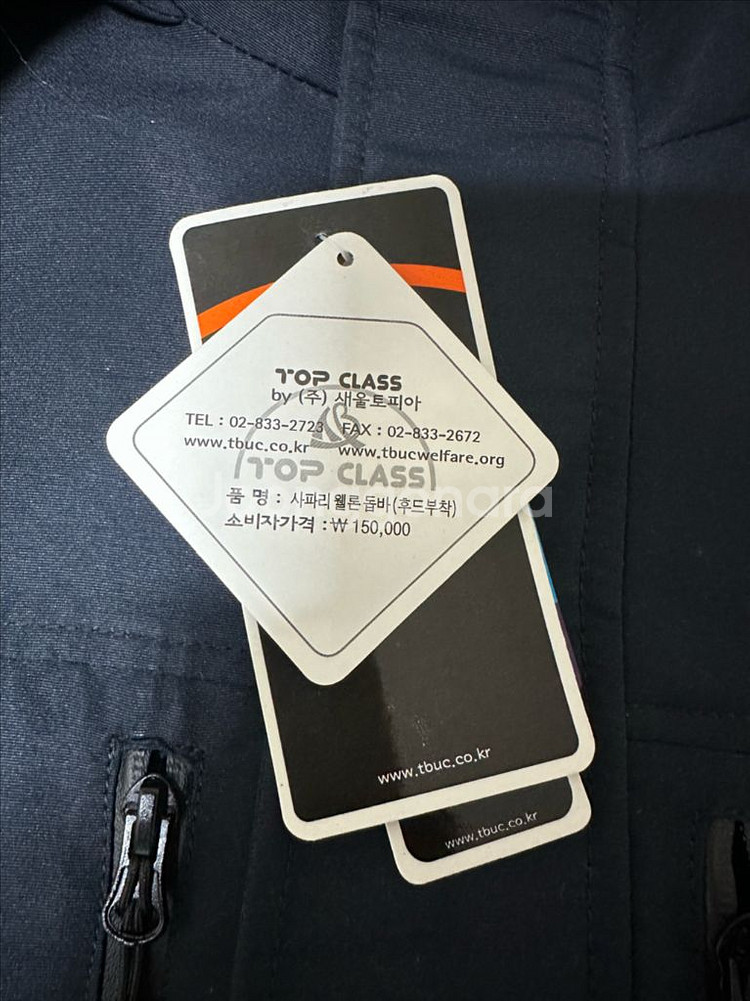 TOP CLASS
by (주) 새울토피아
TEL : 02-833-2723 FAX : 02-833-2672
www.tbuc.co.kr www.tbucwelfare.org
TOP CLASS
품 명 : 사파리 웰론 돕바 (후드부착)
소비자가격 : ₩ 150,000
www.tbuc.co.kr
www.tbuc.co.kr